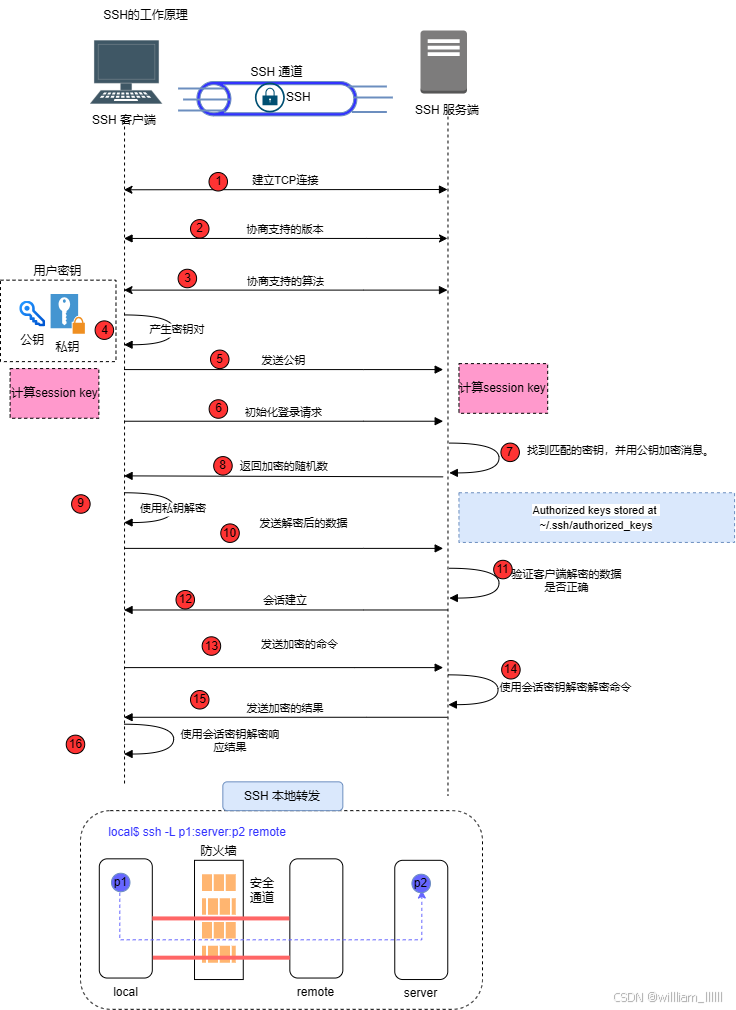 SSH的工作原理
SSH 通道
SSH
SSH 客户端
SSH 服务端
1
建立TCP连接
2
协商支持的版本
3
协商支持的算法
用户密钥
公钥
私钥
4
产生密钥对
5
发送公钥
计算session key
计算session key
6
初始化登录请求
7
找到匹配的密钥，并用公钥加密消息。
8
返回加密的随机数
9
使用私钥解密
Authorized keys stored at
~/.ssh/authorized_keys
10
发送解密后的数据
11
验证客户端解密的数据
是否正确
12
会话建立
13
发送加密的命令
14
使用会话密钥解密解密命令
15
发送加密的结果
16
使用会话密钥解密响
应结果
SSH 本地转发
local$ ssh -L p1:server:p2 remote
防火墙
安全
通道
p1
p2
local
remote
server
CSDN @willliam_llllll